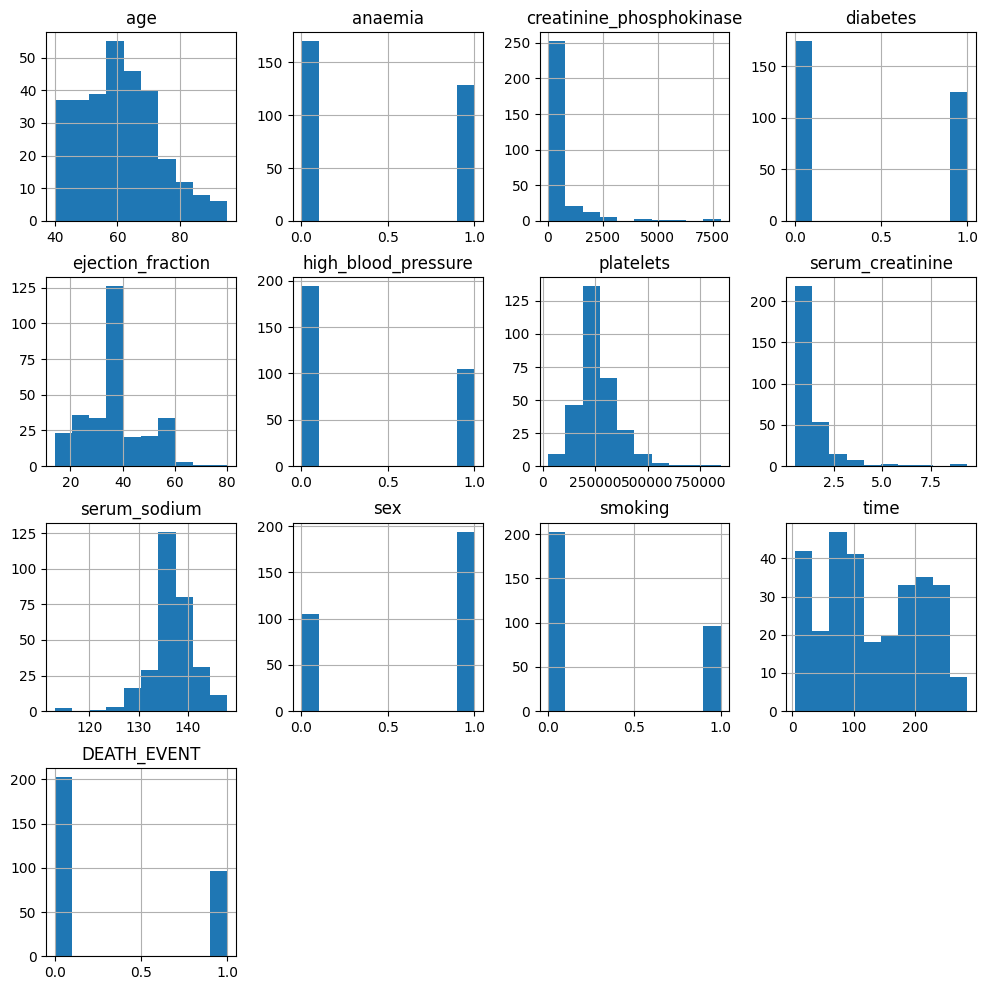 age
50
40
30
20
10
0
40 60 80
anaemia
150
100
50
0
0.0 0.5 1.0
creatinine_phosphokinase
250
200
150
100
50
0
0 2500 5000 7500
diabetes
150
100
50
0
0.0 0.5 1.0
ejection_fraction
125
100
75
50
25
0
20 40 60 80
high_blood_pressure
200
150
100
50
0
0.0 0.5 1.0
platelets
125
100
75
50
25
0
0 250000 500000 750000
serum_creatinine
200
150
100
50
0
2.5 5.0 7.5
serum_sodium
125
100
75
50
25
0
120 130 140
sex
200
150
100
50
0
0.0 0.5 1.0
smoking
200
150
100
50
0
0.0 0.5 1.0
time
40
30
20
10
0
0 100 200
DEATH_EVENT
200
150
100
50
0
0.0 0.5 1.0